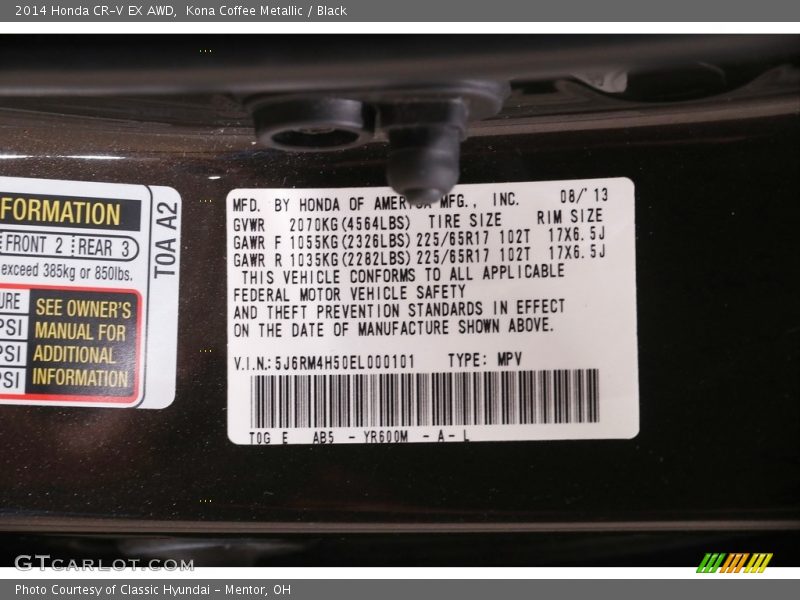 2014 Honda CR-V EX AWD, Kona Coffee Metallic / Black
FORMATION
FRONT 2
REAR 3
exceed 385kg or 850lbs.
PSI
PSI
PSI
SEE OWNER'S
MANUAL FOR
ADDITIONAL
INFORMATION
T0A A2
MFD. BY HONDA OF AMERICA MFG., INC. 08/'13
GVWR 2070KG(4564LBS) TIRE SIZE RIM SIZE
GAWR F 1055KG(2326LBS) 225/65R17 102T 17X6.5J
GAWR R 1035KG(2282LBS) 225/65R17 102T 17X6.5J
THIS VEHICLE CONFORMS TO ALL APPLICABLE
FEDERAL MOTOR VEHICLE SAFETY
AND THEFT PREVENTION STANDARDS IN EFFECT
ON THE DATE OF MANUFACTURE SHOWN ABOVE.
V.I.N.: 5J6RM4H50EL000101 TYPE: MPV
T0G E AB5 - YR600M - A - L
GTCARLOT.COM
Photo Courtesy of Classic Hyundai - Mentor, OH